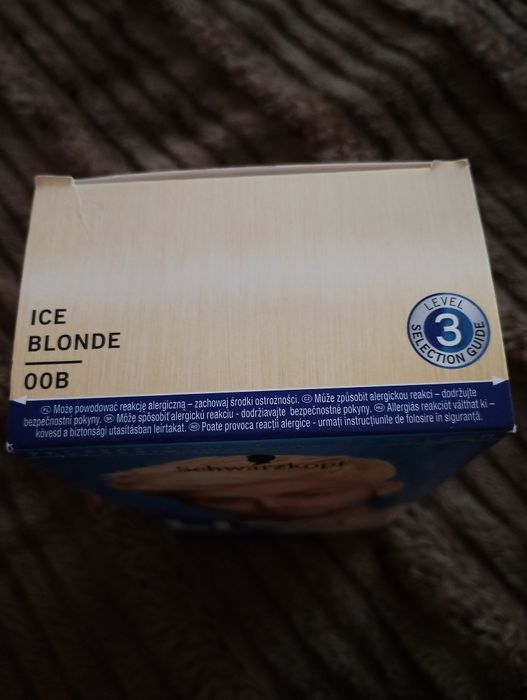 ICE
BLONDE
00B
LEVEL
3
SELECTION GUIDE
PL Może powodować reakcję alergiczną – zachowaj środki ostrożności. CZ Může způsobit alergickou reakci – dodržujte
bezpečnostní pokyny. SK Môže spôsobiť alergickú reakciu - dodržiavajte bezpečnostné pokyny. HU Allergiás reakciót válthat ki –
kövesd a biztonsági utasításban leírtakat. RO Poate provoca reacții alergice - urmați instrucțiunile de folosire în siguranță.
Schwarzkopf